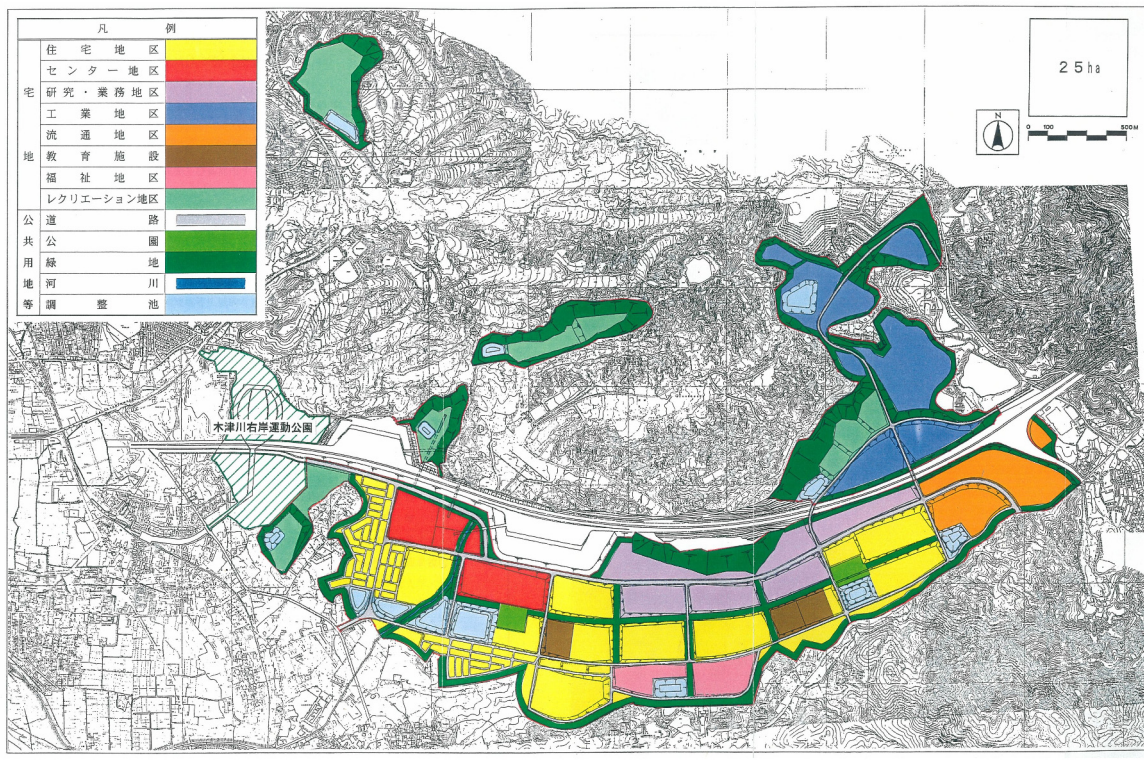 凡例
宅地
住宅地区
センター地区
研究・業務地区
工業地区
流通地区
教育施設
福祉地区
レクリエーション地区
公共用地等
道路
公園
緑地
河川
調整池
25ha
N
0 100 500M
木津川右岸運動公園